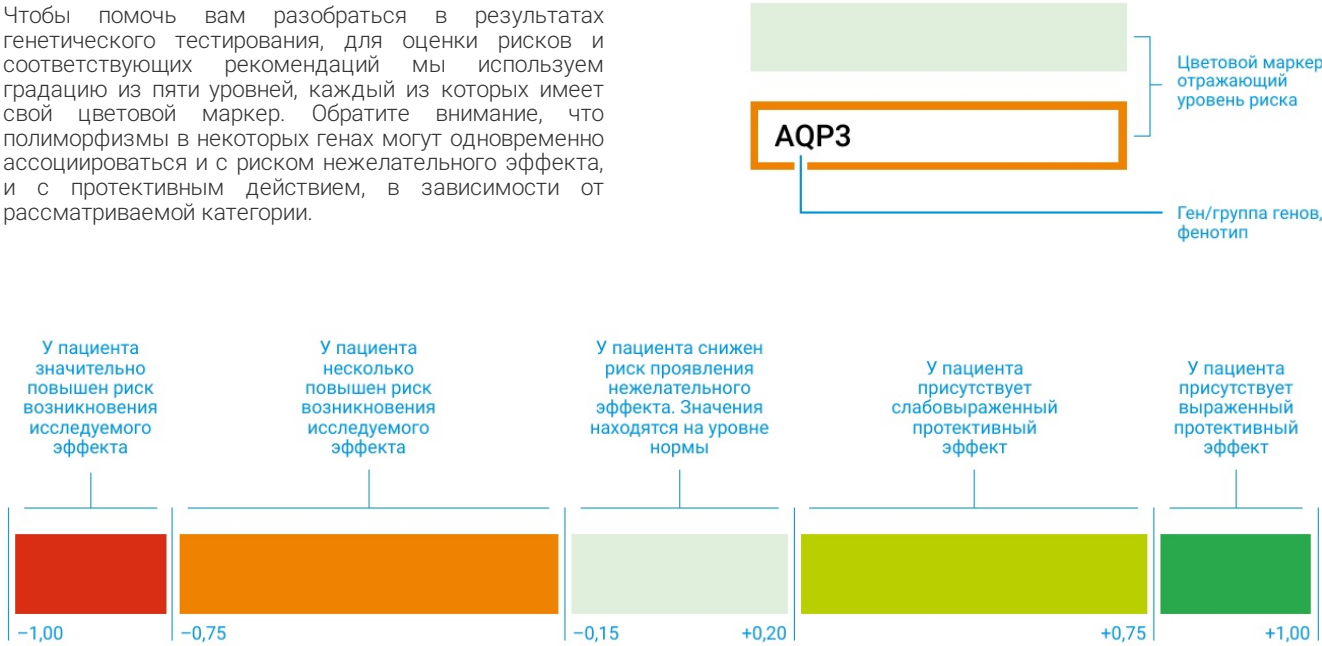 Чтобы помочь вам разобраться в результатах
генетического тестирования, для оценки рисков и
соответствующих рекомендаций мы используем
градацию из пяти уровней, каждый из которых имеет
свой цветовой маркер. Обратите внимание, что
полиморфизмы в некоторых генах могут одновременно
ассоциироваться и с риском нежелательного эффекта,
и с протективным действием, в зависимости от
рассматриваемой категории.
Цветовой маркер
отражающий
уровень риска
AQP3
Ген/группа генов,
фенотип
У пациента
значительно
повышен риск
возникновения
исследуемого
эффекта
У пациента
несколько
повышен риск
возникновения
исследуемого
эффекта
У пациента снижен
риск проявления
нежелательного
эффекта. Значения
находятся на уровне
нормы
У пациента
присутствует
слабовыраженный
протективный
эффект
У пациента
присутствует
выраженный
протективный
эффект
−1,00
−0,75
−0,15
+0,20
+0,75
+1,00